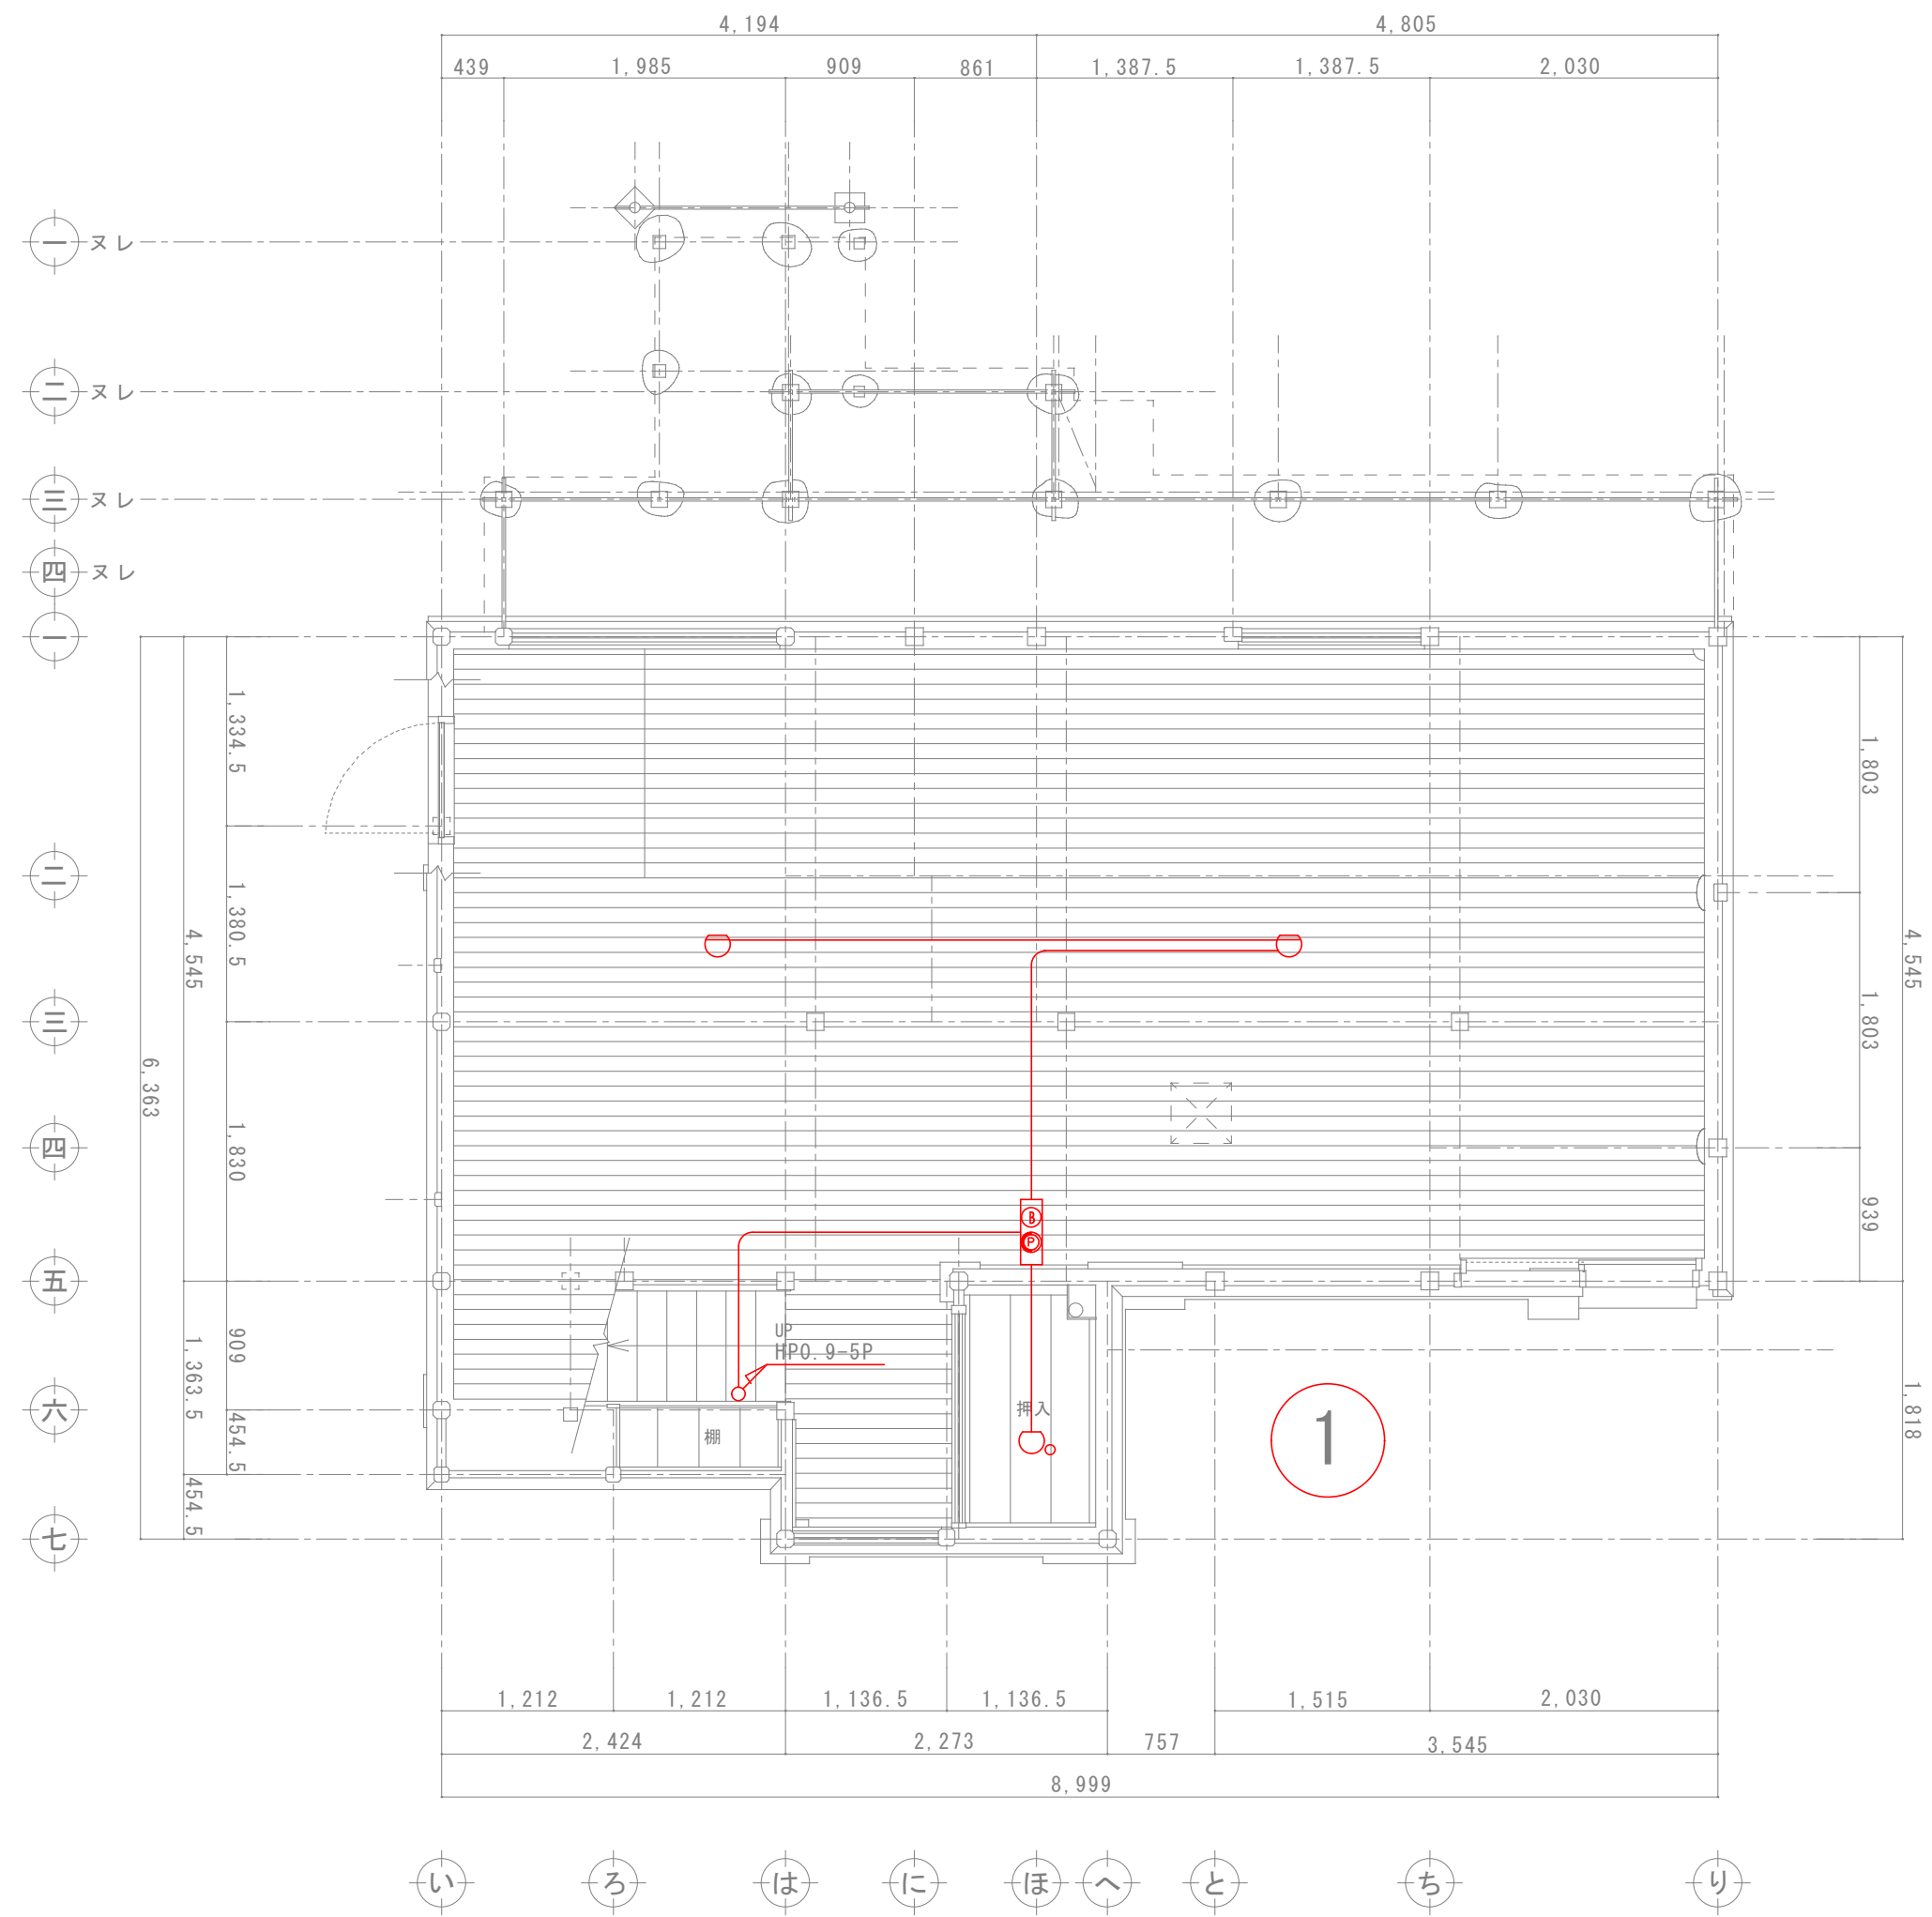 4,194 4,805
439 1,985 909 861 1,387.5 1,387.5 2,030
一 ヌレ
二 ヌレ
三 ヌレ
四 ヌレ
一
二
三
四
五
六
七
6,363
4,545
1,363.5
454.5
1,334.5
1,380.5
1,830
909
454.5
1,803
1,803
939
4,545
1,818
B
P
UP
HP0.9-5P
棚
押入
1
1,212 1,212 1,136.5 1,136.5 1,515 2,030
2,424 2,273 757 3,545
8,999
い ろ は に ほ へ と ち り